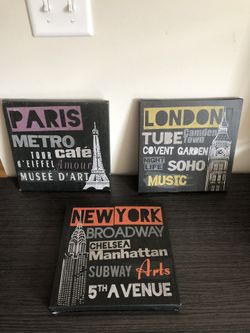 PARIS
METRO
café
TOUR
D'EIFFEL Amour
MUSÉE D'ART
LONDON
TUBE Camden Town
COVENT GARDEN
NIGHT LIFE SOHO
MUSIC
NEW YORK
BROADWAY
CHELSEA
Manhattan
SUBWAY Arts
5TH AVENUE